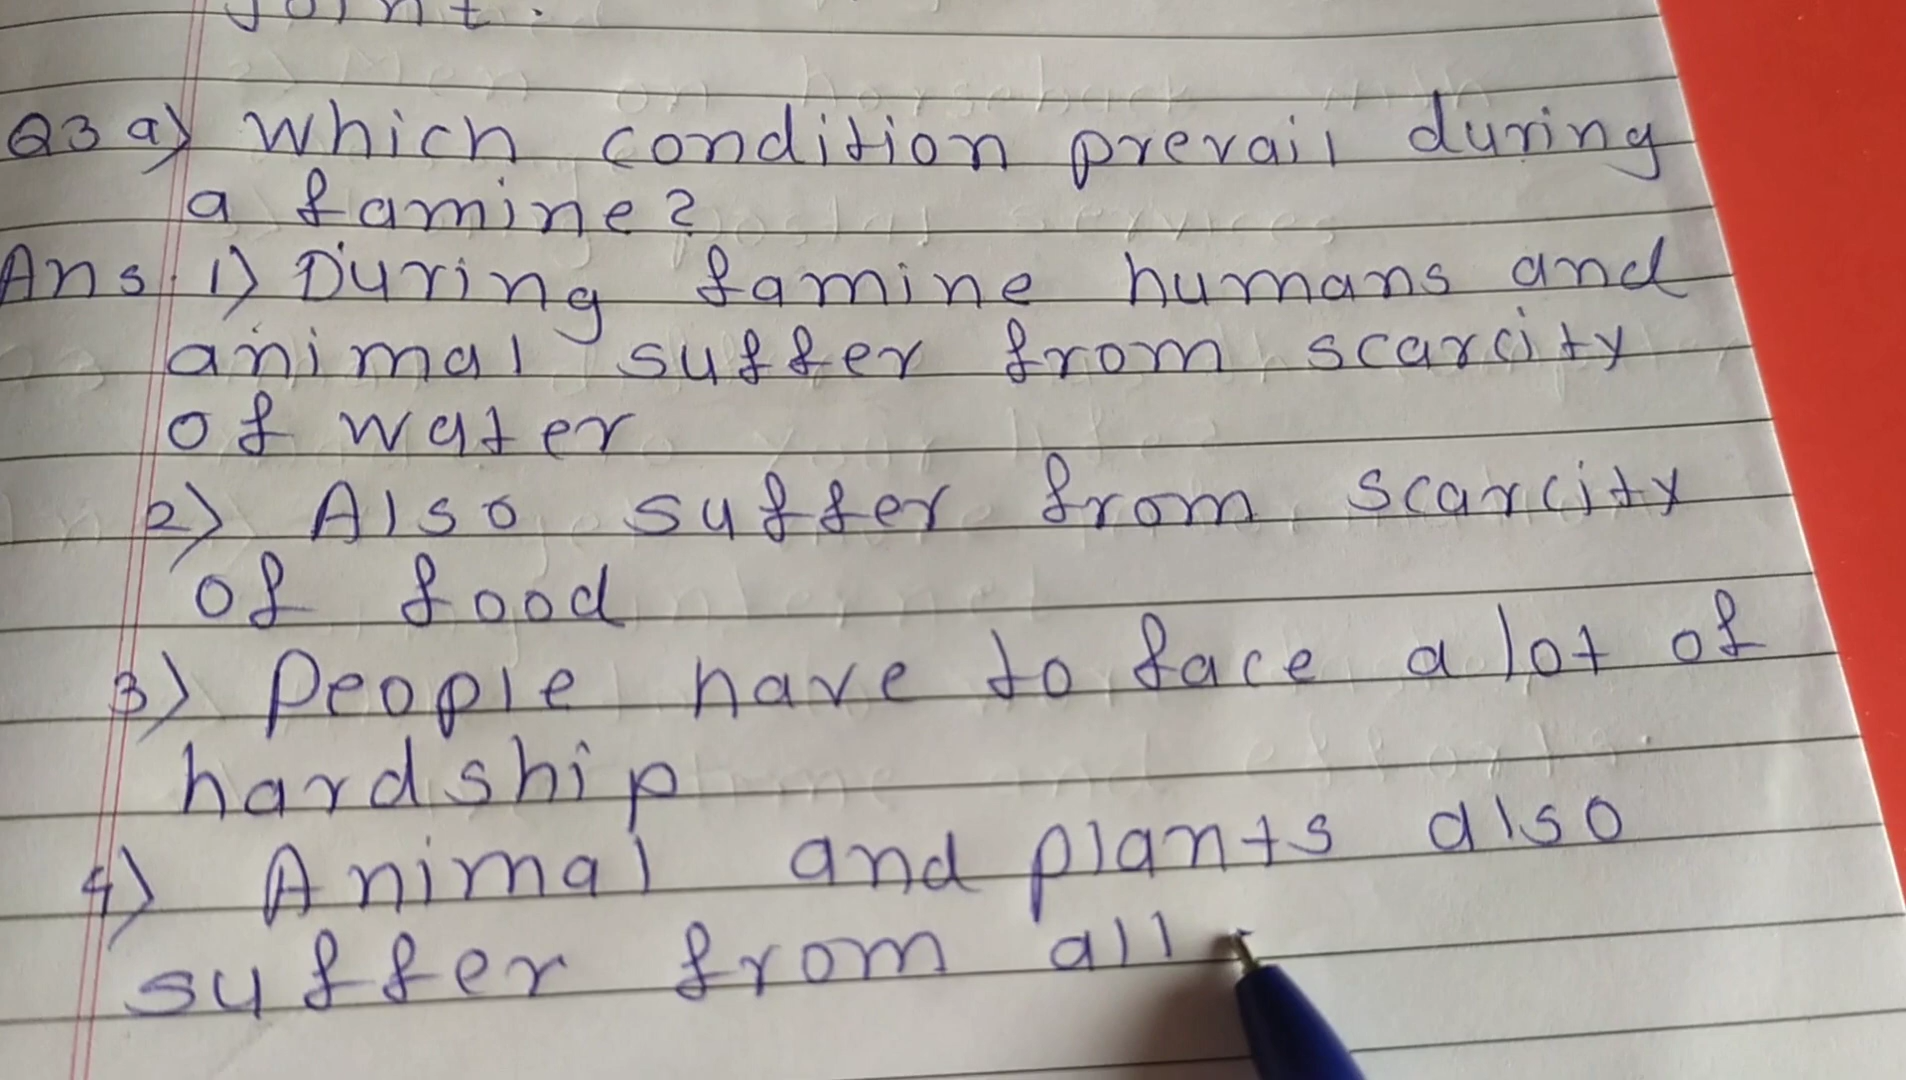 Joint.
Q3 a) Which condition prevail during
a famine?
Ans. 1) During famine humans and
animal suffer from scarcity
of water
2) Also suffer from scarcity
of food
3) People have to face a lot of
hardship
4) Animal and plants also
suffer from all